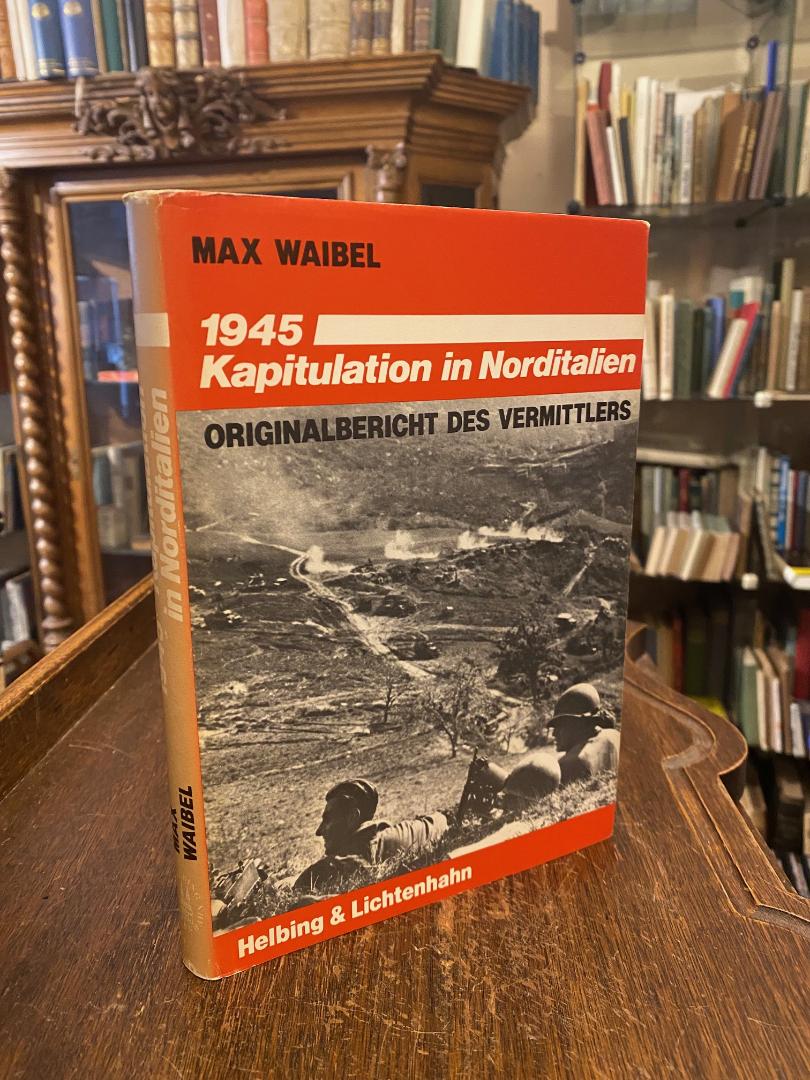 MAX WAIBEL
1945
Kapitulation in Norditalien
ORIGINALBERICHT DES VERMITTLERS
Helbing & Lichtenhahn
in Norditalien
MAX
WAIBEL